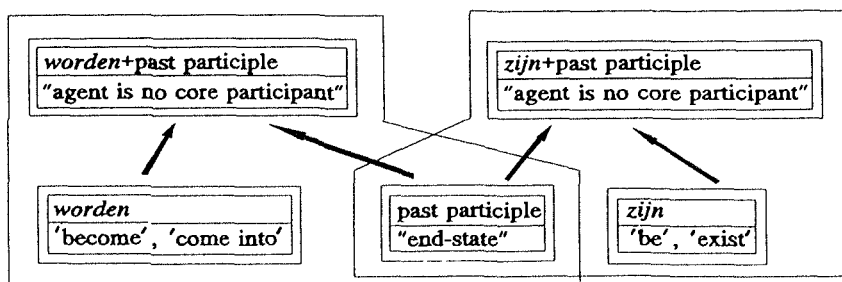 worden+past participle
"agent is no core participant"
zijn+past participle
"agent is no core participant"
worden
'become', 'come into'
past participle
"end-state"
zijn
'be', 'exist'